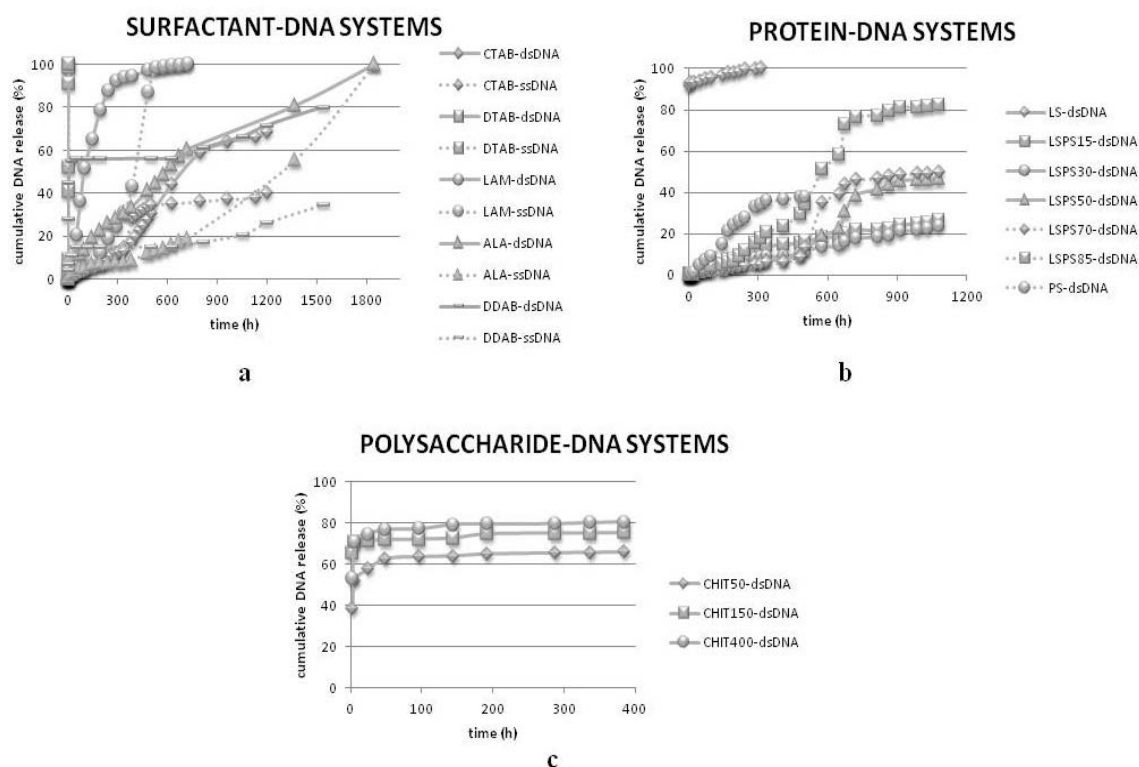 SURFACTANT-DNA SYSTEMS
cumulative DNA release (%)
100
80
60
40
20
0
0 300 600 900 1200 1500 1800
time (h)
CTAB-dsDNA
CTAB-ssDNA
DTAB-dsDNA
DTAB-ssDNA
LAM-dsDNA
LAM-ssDNA
ALA-dsDNA
ALA-ssDNA
DDAB-dsDNA
DDAB-ssDNA
a
PROTEIN-DNA SYSTEMS
cumulative DNA release (%)
100
80
60
40
20
0
0 300 600 900 1200
time (h)
LS-dsDNA
LSPS15-dsDNA
LSPS30-dsDNA
LSPS50-dsDNA
LSPS70-dsDNA
LSPS85-dsDNA
PS-dsDNA
b
POLYSACCHARIDE-DNA SYSTEMS
cumulative DNA release (%)
100
80
60
40
20
0
0 100 200 300 400
time (h)
CHIT50-dsDNA
CHIT150-dsDNA
CHIT400-dsDNA
c